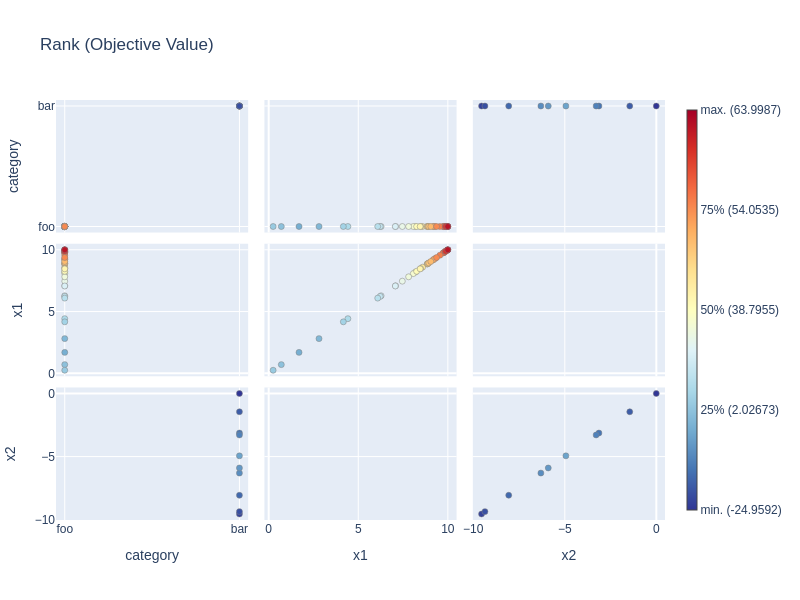 Rank (Objective Value)
bar
foo
category
10
5
0
x1
0
−5
−10
x2
foo
bar
category
0
5
10
x1
−10
−5
0
x2
max. (63.9987)
75% (54.0535)
50% (38.7955)
25% (2.02673)
min. (-24.9592)